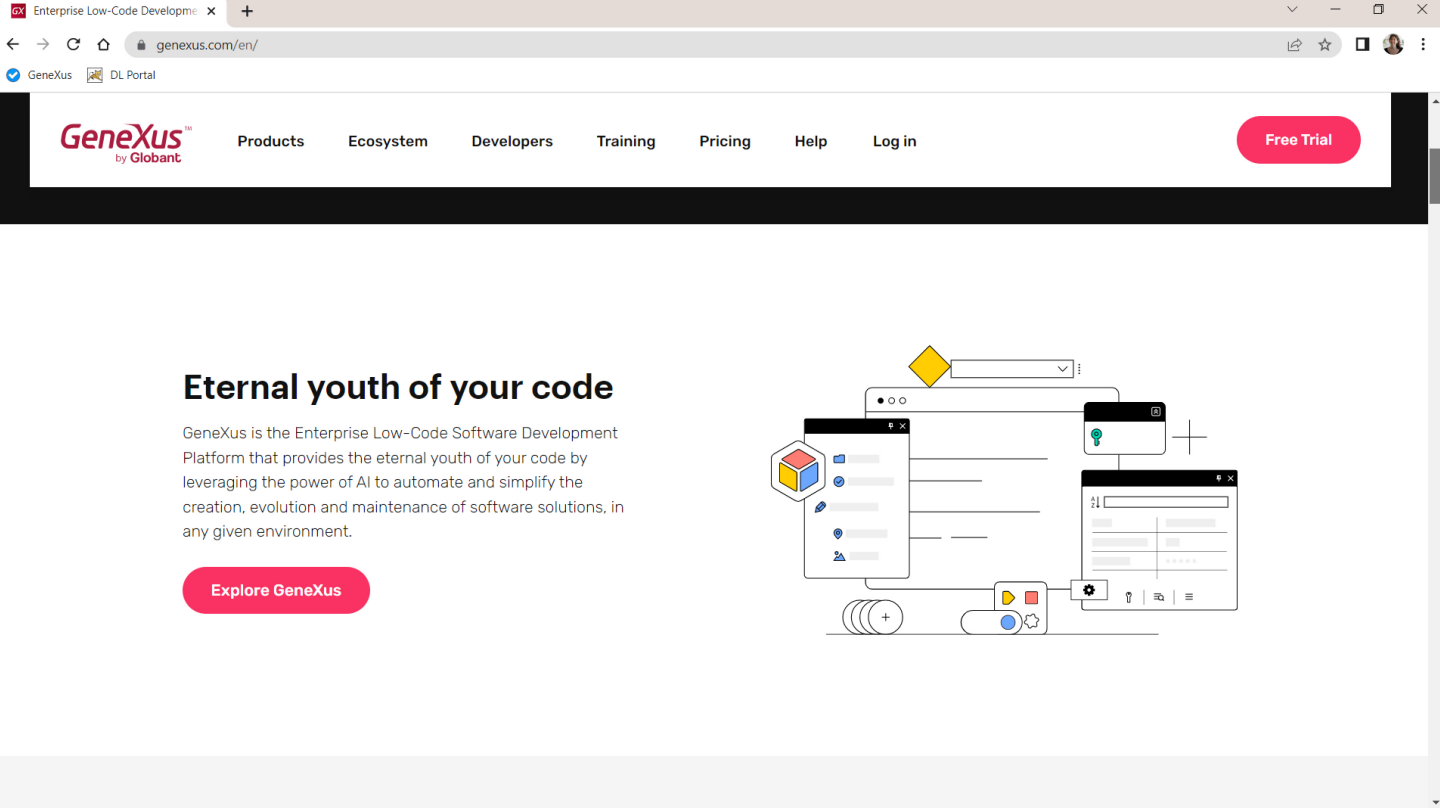 GX Enterprise Low-Code Developme
genexus.com/en/
GeneXus DL Portal
GeneXus™
by Globant
Products Ecosystem Developers Training Pricing Help Log in
Free Trial
Eternal youth of your code
GeneXus is the Enterprise Low-Code Software Development
Platform that provides the eternal youth of your code by
leveraging the power of AI to automate and simplify the
creation, evolution and maintenance of software solutions, in
any given environment.
Explore GeneXus
A
Z